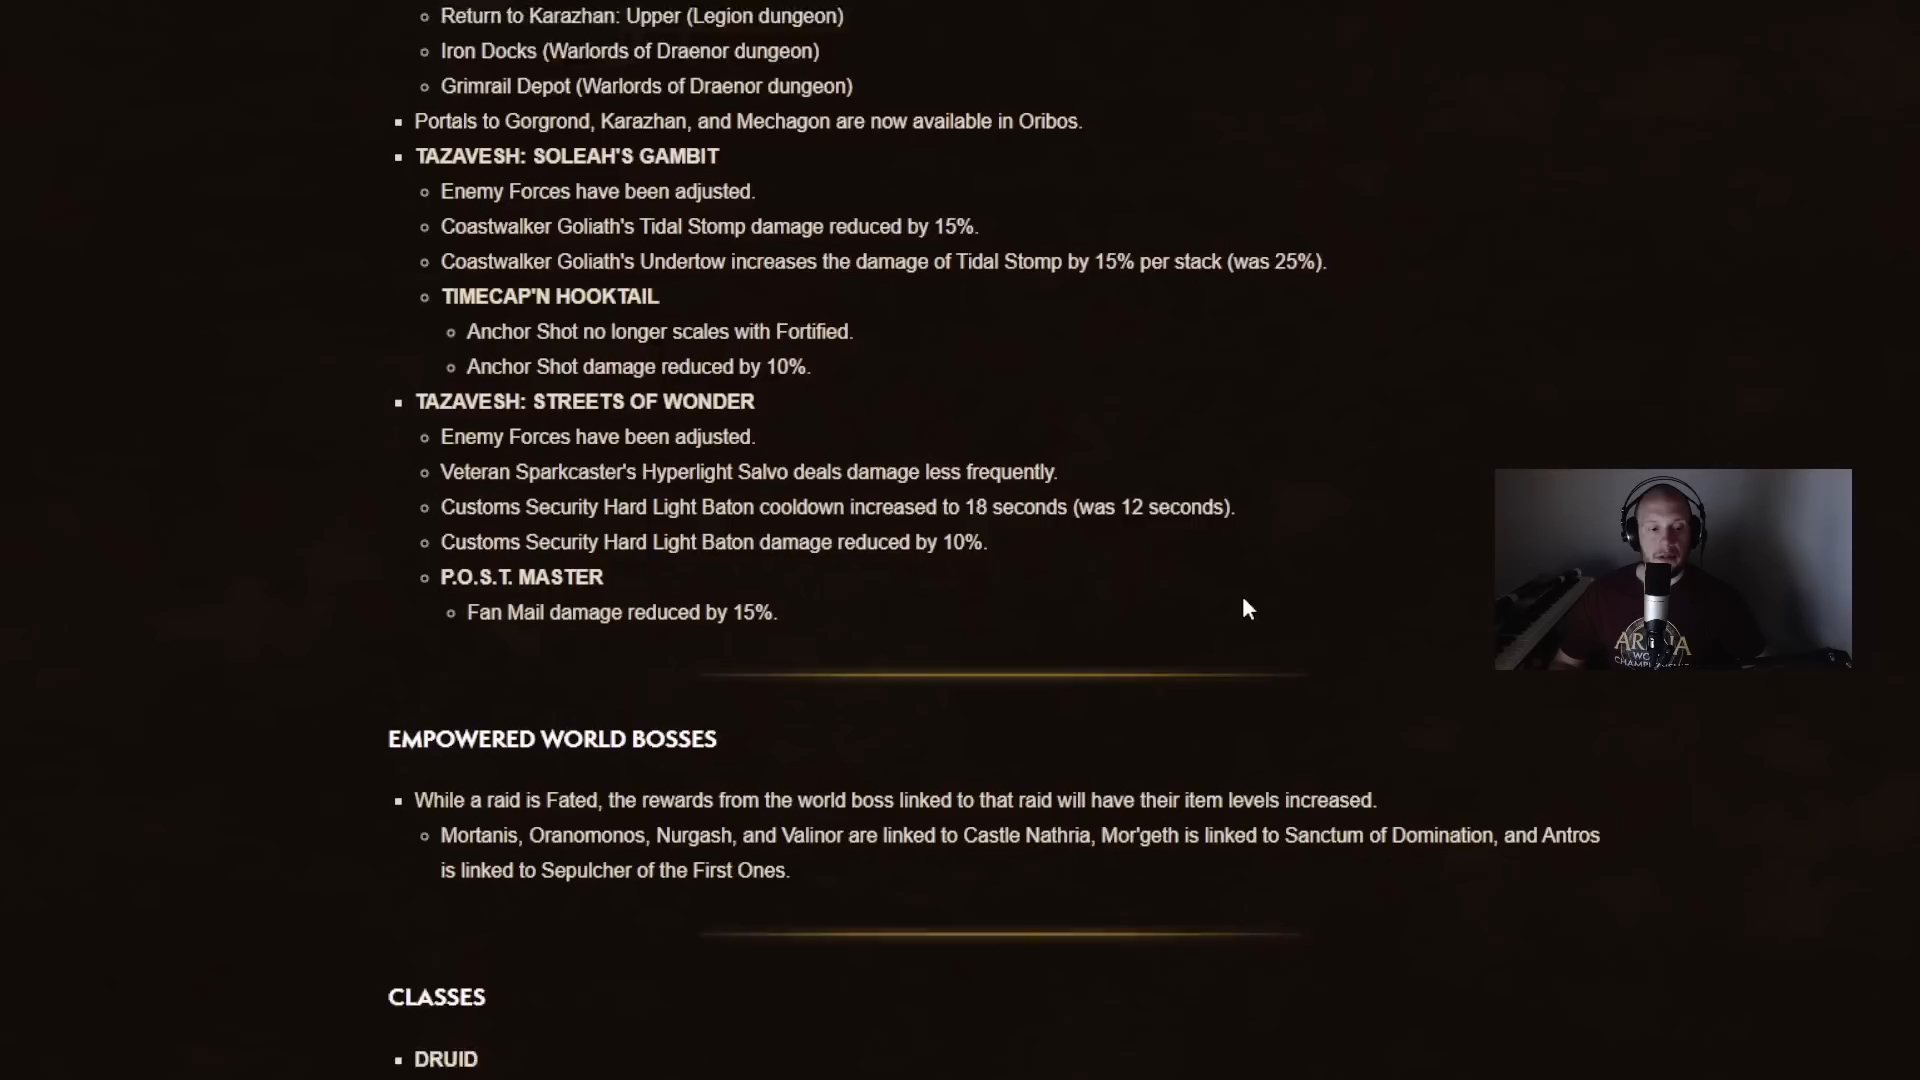 Return to Karazhan: Upper (Legion dungeon)
Iron Docks (Warlords of Draenor dungeon)
Grimrail Depot (Warlords of Draenor dungeon)
Portals to Gorgrond, Karazhan, and Mechagon are now available in Oribos.
TAZAVESH: SOLEAH'S GAMBIT
Enemy Forces have been adjusted.
Coastwalker Goliath's Tidal Stomp damage reduced by 15%.
Coastwalker Goliath's Undertow increases the damage of Tidal Stomp by 15% per stack (was 25%).
TIMECAP'N HOOKTAIL
Anchor Shot no longer scales with Fortified.
Anchor Shot damage reduced by 10%.
TAZAVESH: STREETS OF WONDER
Enemy Forces have been adjusted.
Veteran Sparkcaster's Hyperlight Salvo deals damage less frequently.
Customs Security Hard Light Baton cooldown increased to 18 seconds (was 12 seconds).
Customs Security Hard Light Baton damage reduced by 10%.
P.O.S.T. MASTER
Fan Mail damage reduced by 15%.
EMPOWERED WORLD BOSSES
While a raid is Fated, the rewards from the world boss linked to that raid will have their item levels increased.
Mortanis, Oranomonos, Nurgash, and Valinor are linked to Castle Nathria, Mor'geth is linked to Sanctum of Domination, and Antros
is linked to Sepulcher of the First Ones.
CLASSES
DRUID